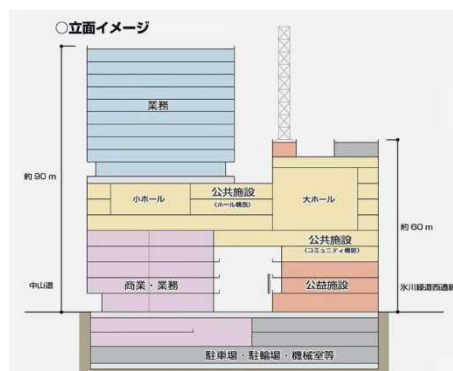 ○立面イメージ
業務
約90m
小ホール
公共施設
(ホール機能)
大ホール
公共施設
(コミュニティ機能)
約60m
中山道
商業・業務
公益施設
氷川緑道西通線
駐車場・駐輪場・機械室等